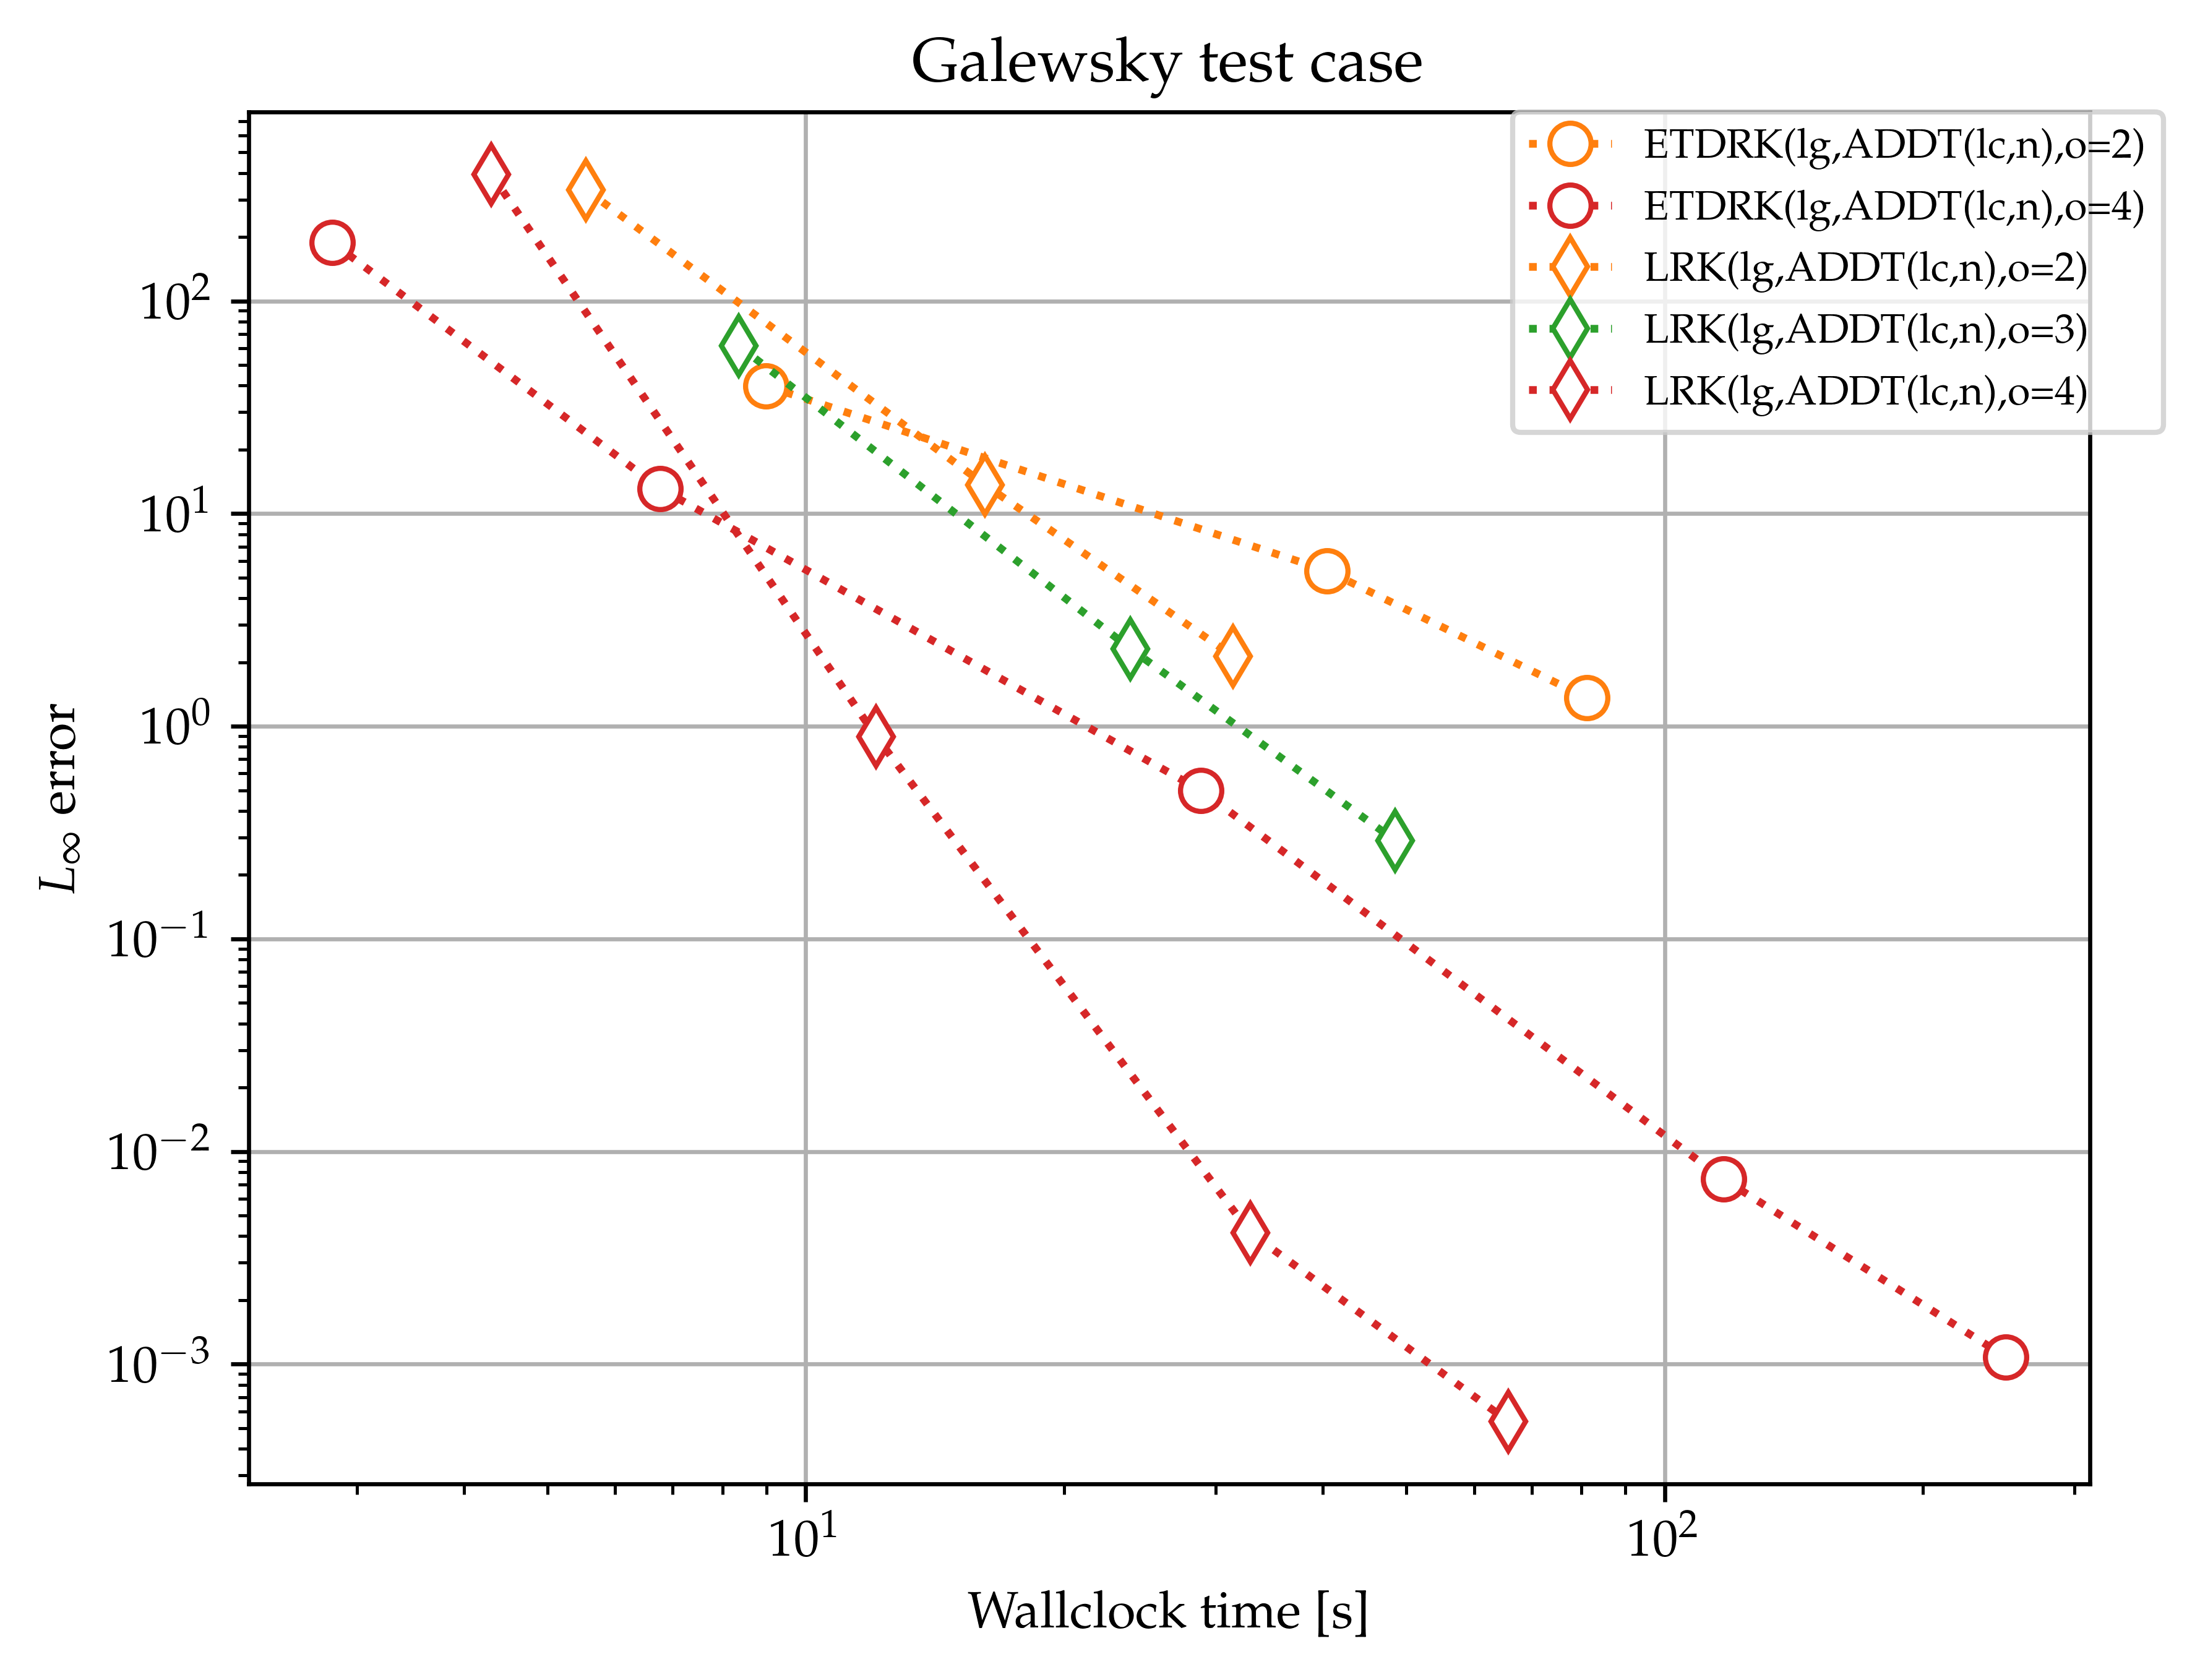 Galewsky test case
ETDRK(lg,ADDT(lc,n),o=2)
ETDRK(lg,ADDT(lc,n),o=4)
LRK(lg,ADDT(lc,n),o=2)
LRK(lg,ADDT(lc,n),o=3)
LRK(lg,ADDT(lc,n),o=4)
10²
10¹
10⁰
10⁻¹
10⁻²
10⁻³
L∞ error
10¹
10²
Wallclock time [s]